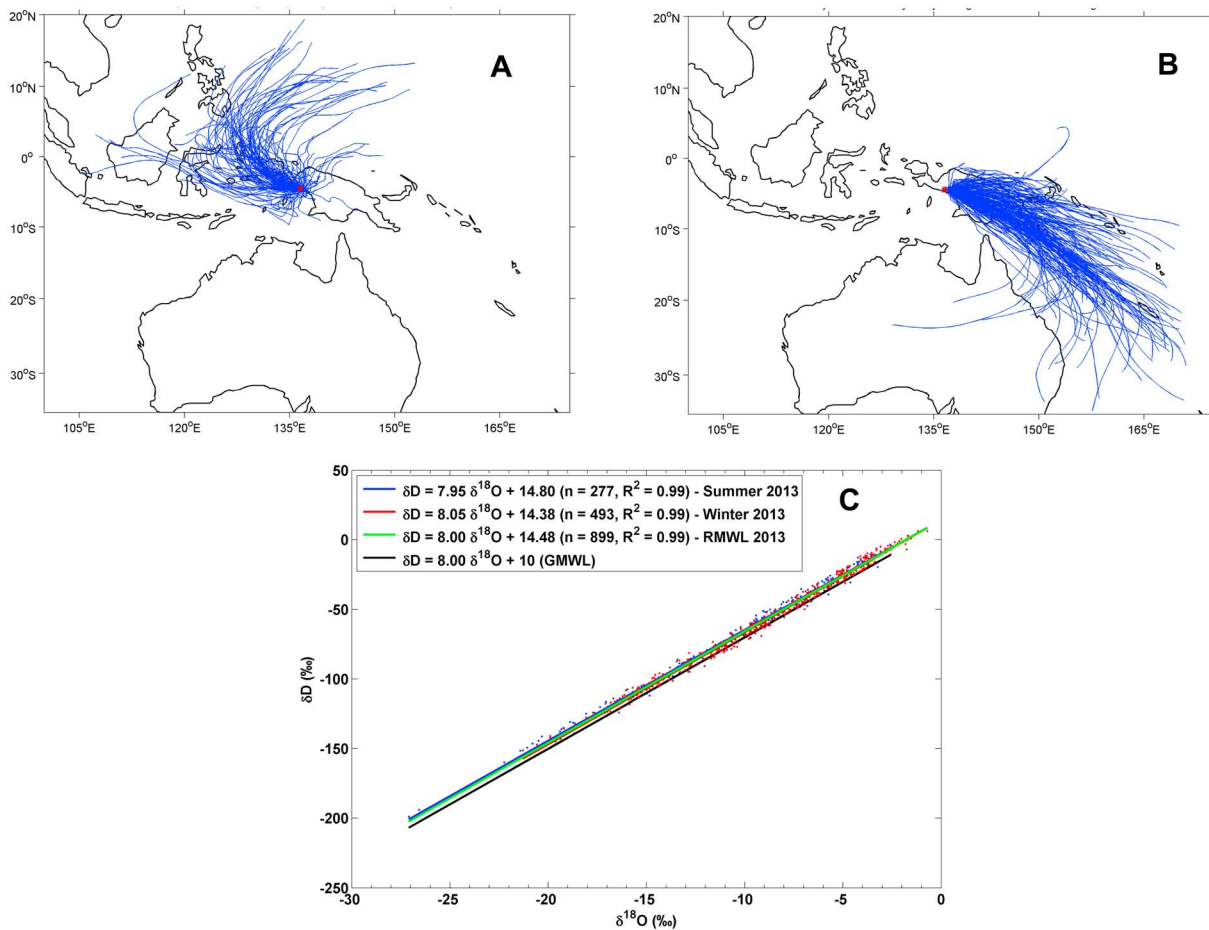 20°N
10°N
0°
10°S
20°S
30°S
105°E
120°E
135°E
150°E
165°E
A
20°N
10°N
0°
10°S
20°S
30°S
105°E
120°E
135°E
150°E
165°E
B
50
0
-50
-100
-150
-200
-250
-30
-25
-20
-15
-10
-5
0
δD (‰)
δ¹⁸O (‰)
δD = 7.95 δ¹⁸O + 14.80 (n = 277, R² = 0.99) - Summer 2013
δD = 8.05 δ¹⁸O + 14.38 (n = 493, R² = 0.99) - Winter 2013
δD = 8.00 δ¹⁸O + 14.48 (n = 899, R² = 0.99) - RMWL 2013
δD = 8.00 δ¹⁸O + 10 (GMWL)
C